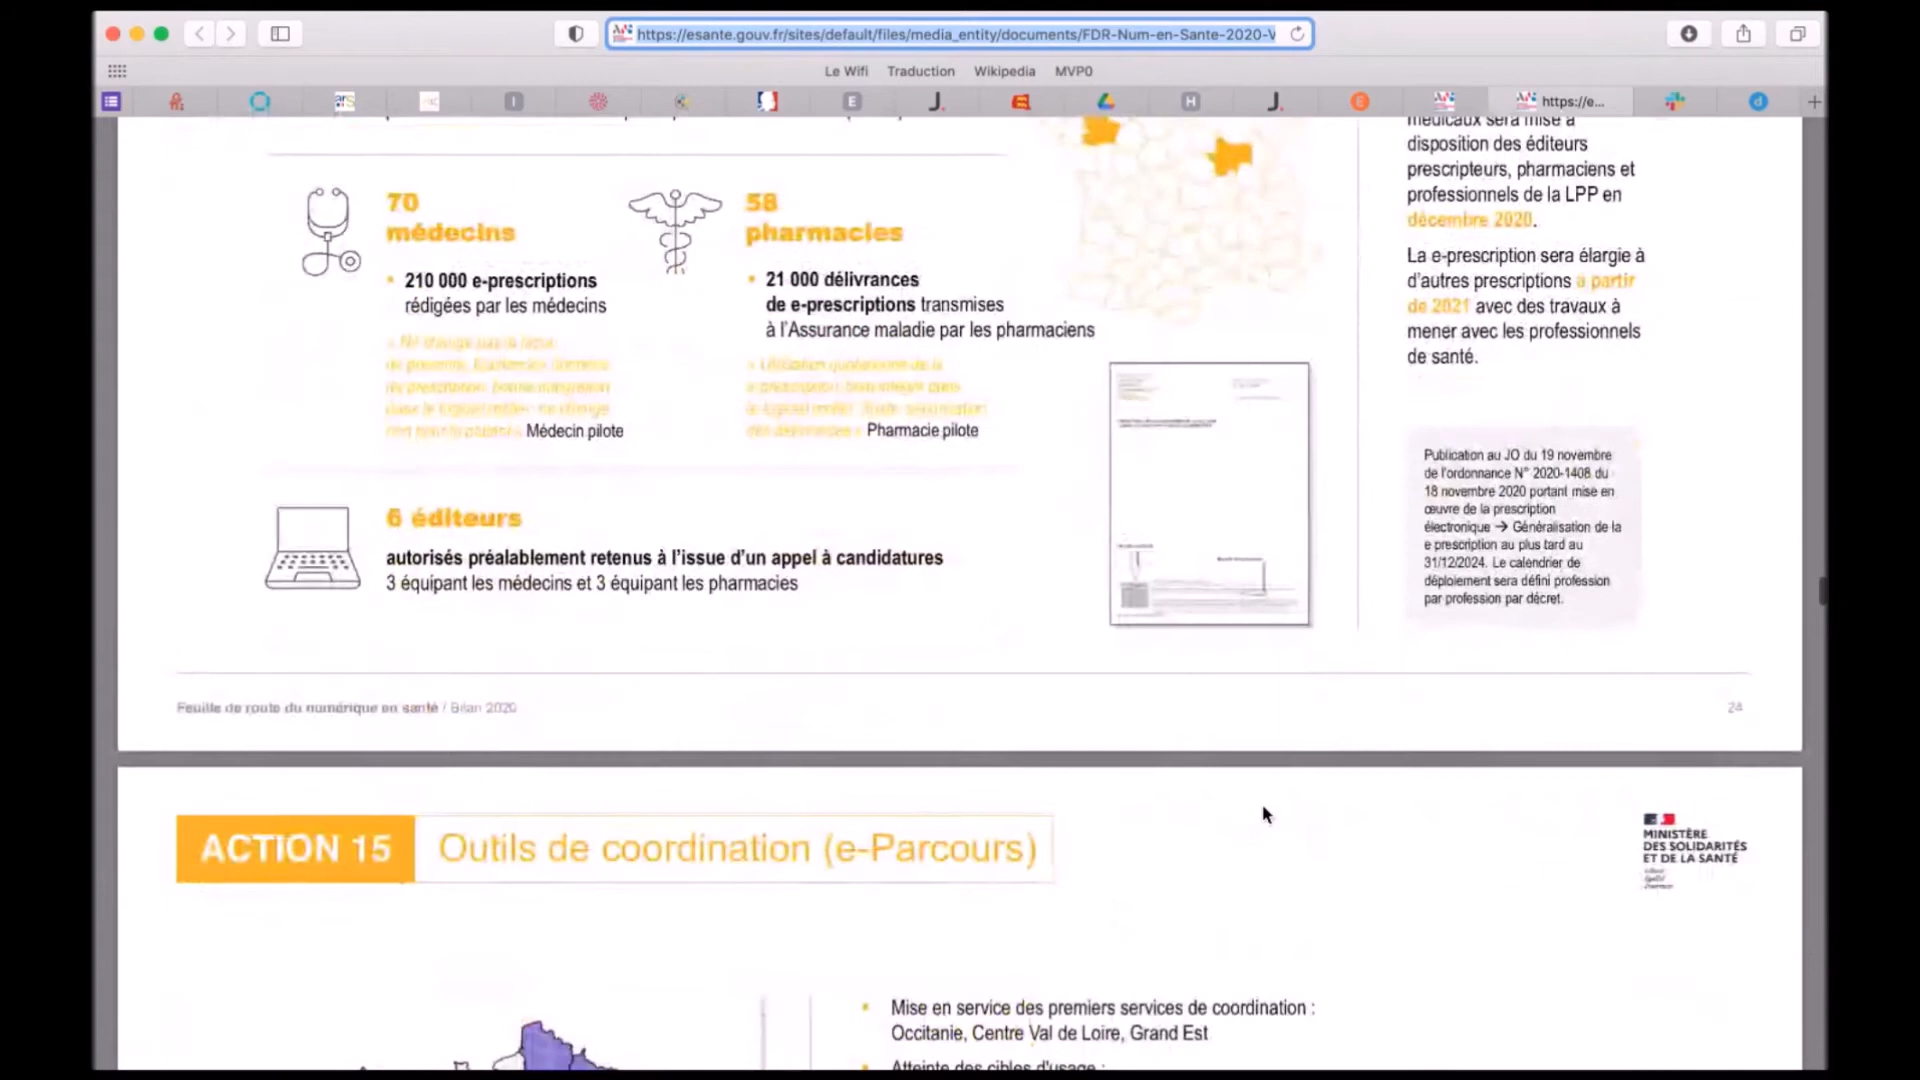 https://esante.gouv.fr/sites/default/files/media_entity/documents/FDR-Num-en-Sante-2020-V
Le Wifi Traduction Wikipedia MVP0
https://e...
70
médecins
210 000 e-prescriptions
rédigées par les médecins
Médecin pilote
58
pharmacies
21 000 délivrances
de e-prescriptions transmises
à l'Assurance maladie par les pharmaciens
Pharmacie pilote
6 éditeurs
autorisés préalablement retenus à l'issue d'un appel à candidatures
3 équipant les médecins et 3 équipant les pharmacies
médicaux sera mise à
disposition des éditeurs
prescripteurs, pharmaciens et
professionnels de la LPP en
décembre 2020.
La e-prescription sera élargie à
d'autres prescriptions à partir
de 2021 avec des travaux à
mener avec les professionnels
de santé.
Publication au JO du 19 novembre
de l'ordonnance N° 2020-1408 du
18 novembre 2020 portant mise en
œuvre de la prescription
électronique → Généralisation de la
e prescription au plus tard au
31/12/2024. Le calendrier de
déploiement sera défini profession
par profession par décret.
Feuille de route du numérique en santé / Bilan 2020
24
ACTION 15
Outils de coordination (e-Parcours)
MINISTÈRE
DES SOLIDARITÉS
ET DE LA SANTÉ
Mise en service des premiers services de coordination :
Occitanie, Centre Val de Loire, Grand Est
Atteinte des cibles d'usage :